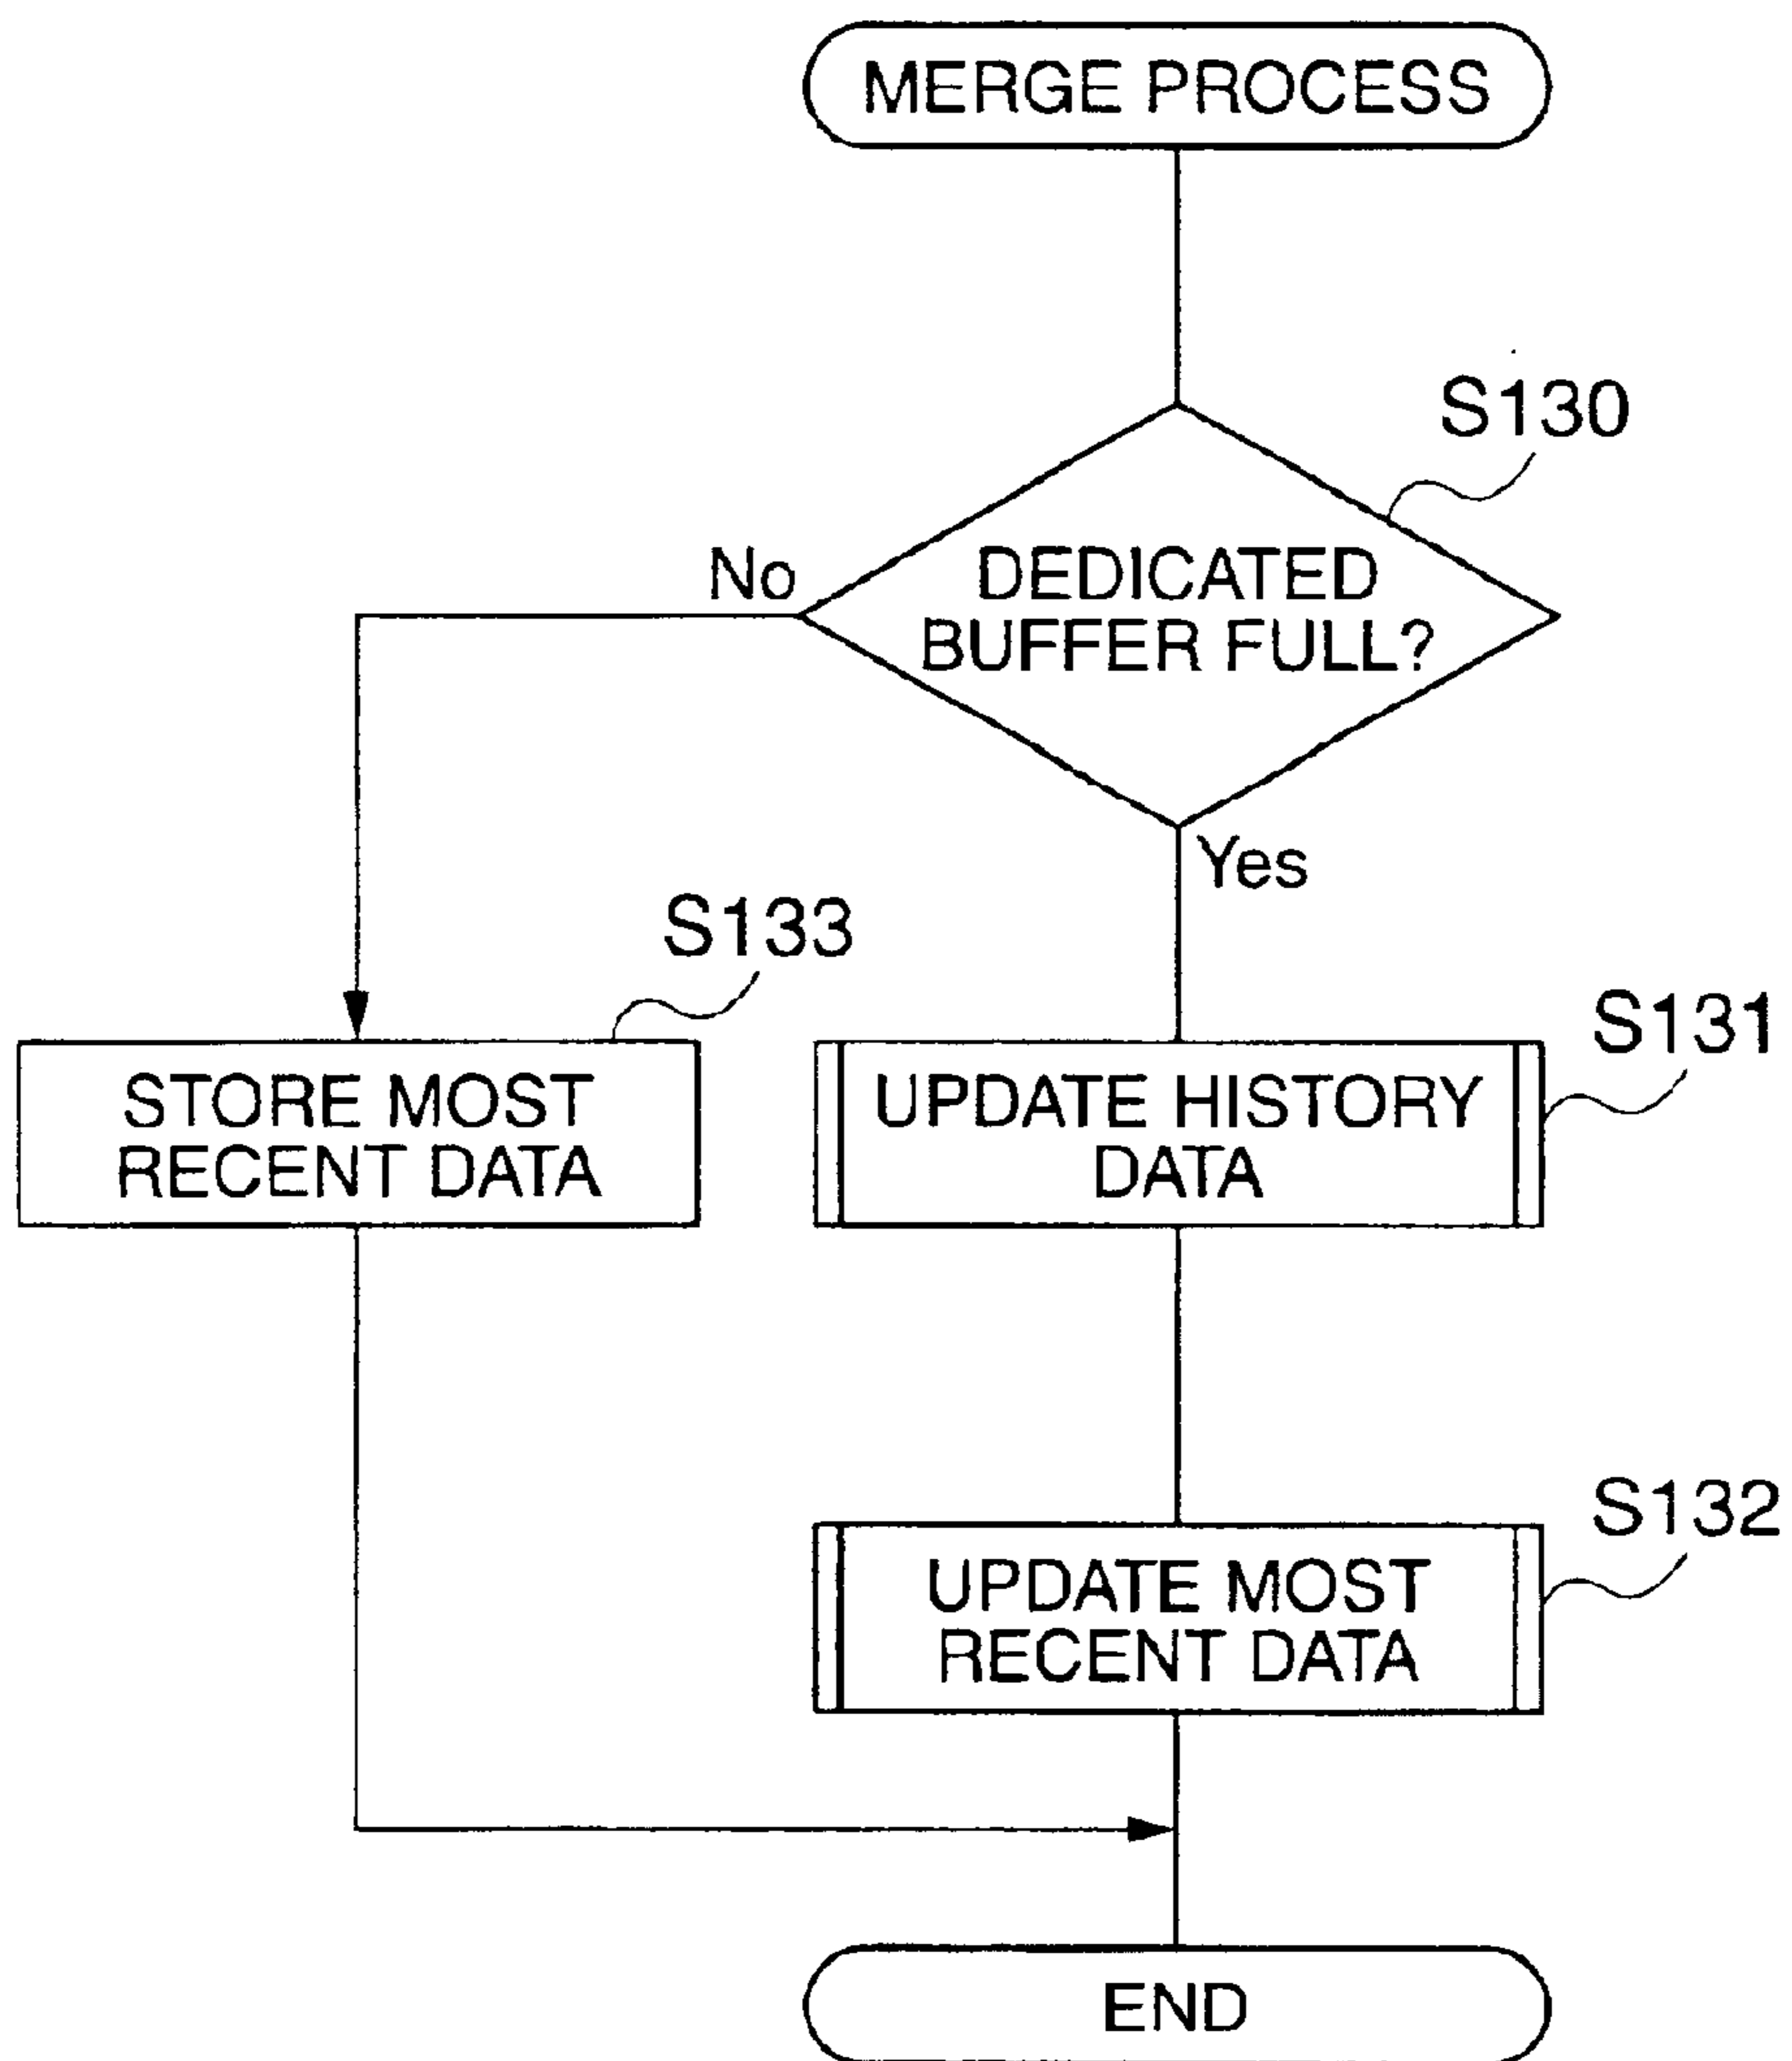 MERGE PROCESS
S130
DEDICATED
BUFFER FULL?
No
Yes
S133
S131
STORE MOST
RECENT DATA
UPDATE HISTORY
DATA
S132
UPDATE MOST
RECENT DATA
END